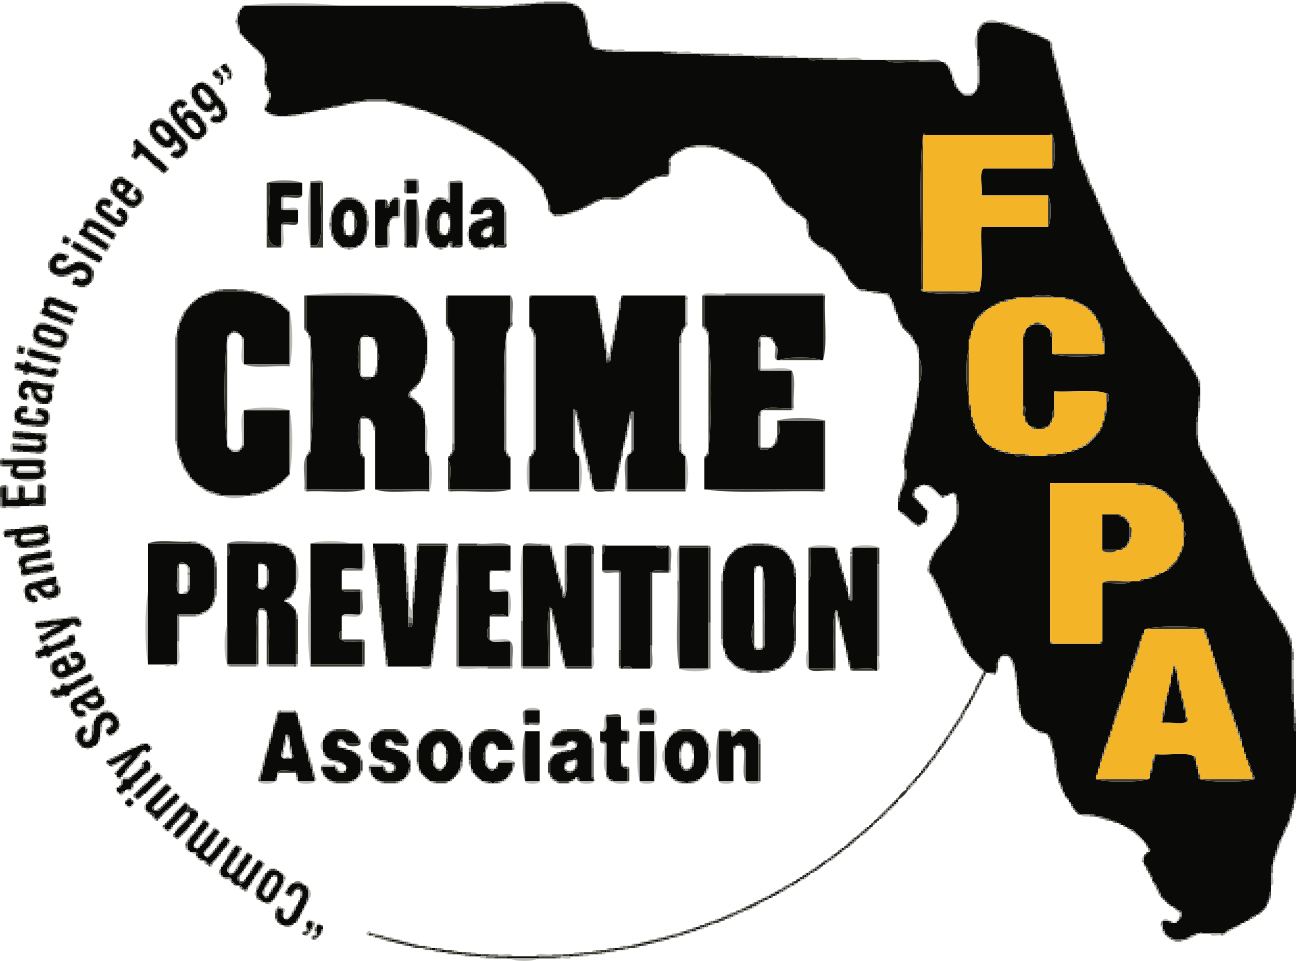 Florida
CRIME
PREVENTION
Association
"Community Safety and Education Since 1969"
FCPA